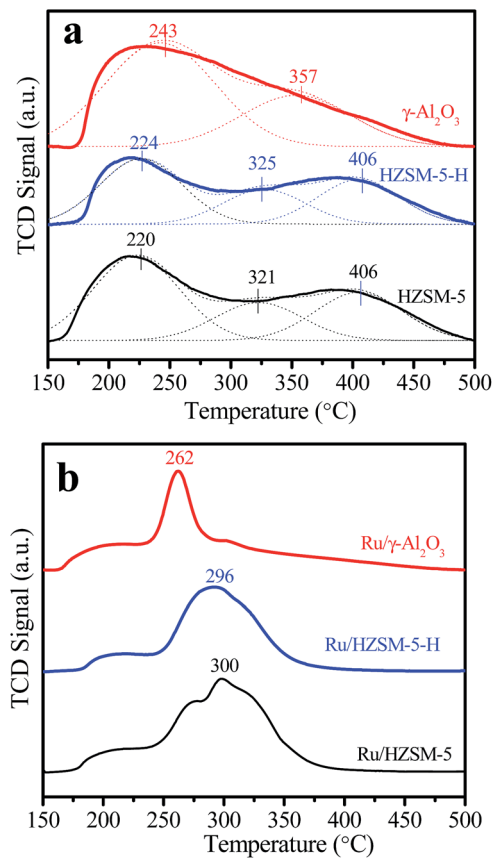 a
TCD Signal (a.u.)
243
357
γ-Al₂O₃
224
325
406
HZSM-5-H
220
321
406
HZSM-5
150 200 250 300 350 400 450 500
Temperature (°C)
b
TCD Signal (a.u.)
262
Ru/γ-Al₂O₃
296
Ru/HZSM-5-H
300
Ru/HZSM-5
150 200 250 300 350 400 450 500
Temperature (°C)